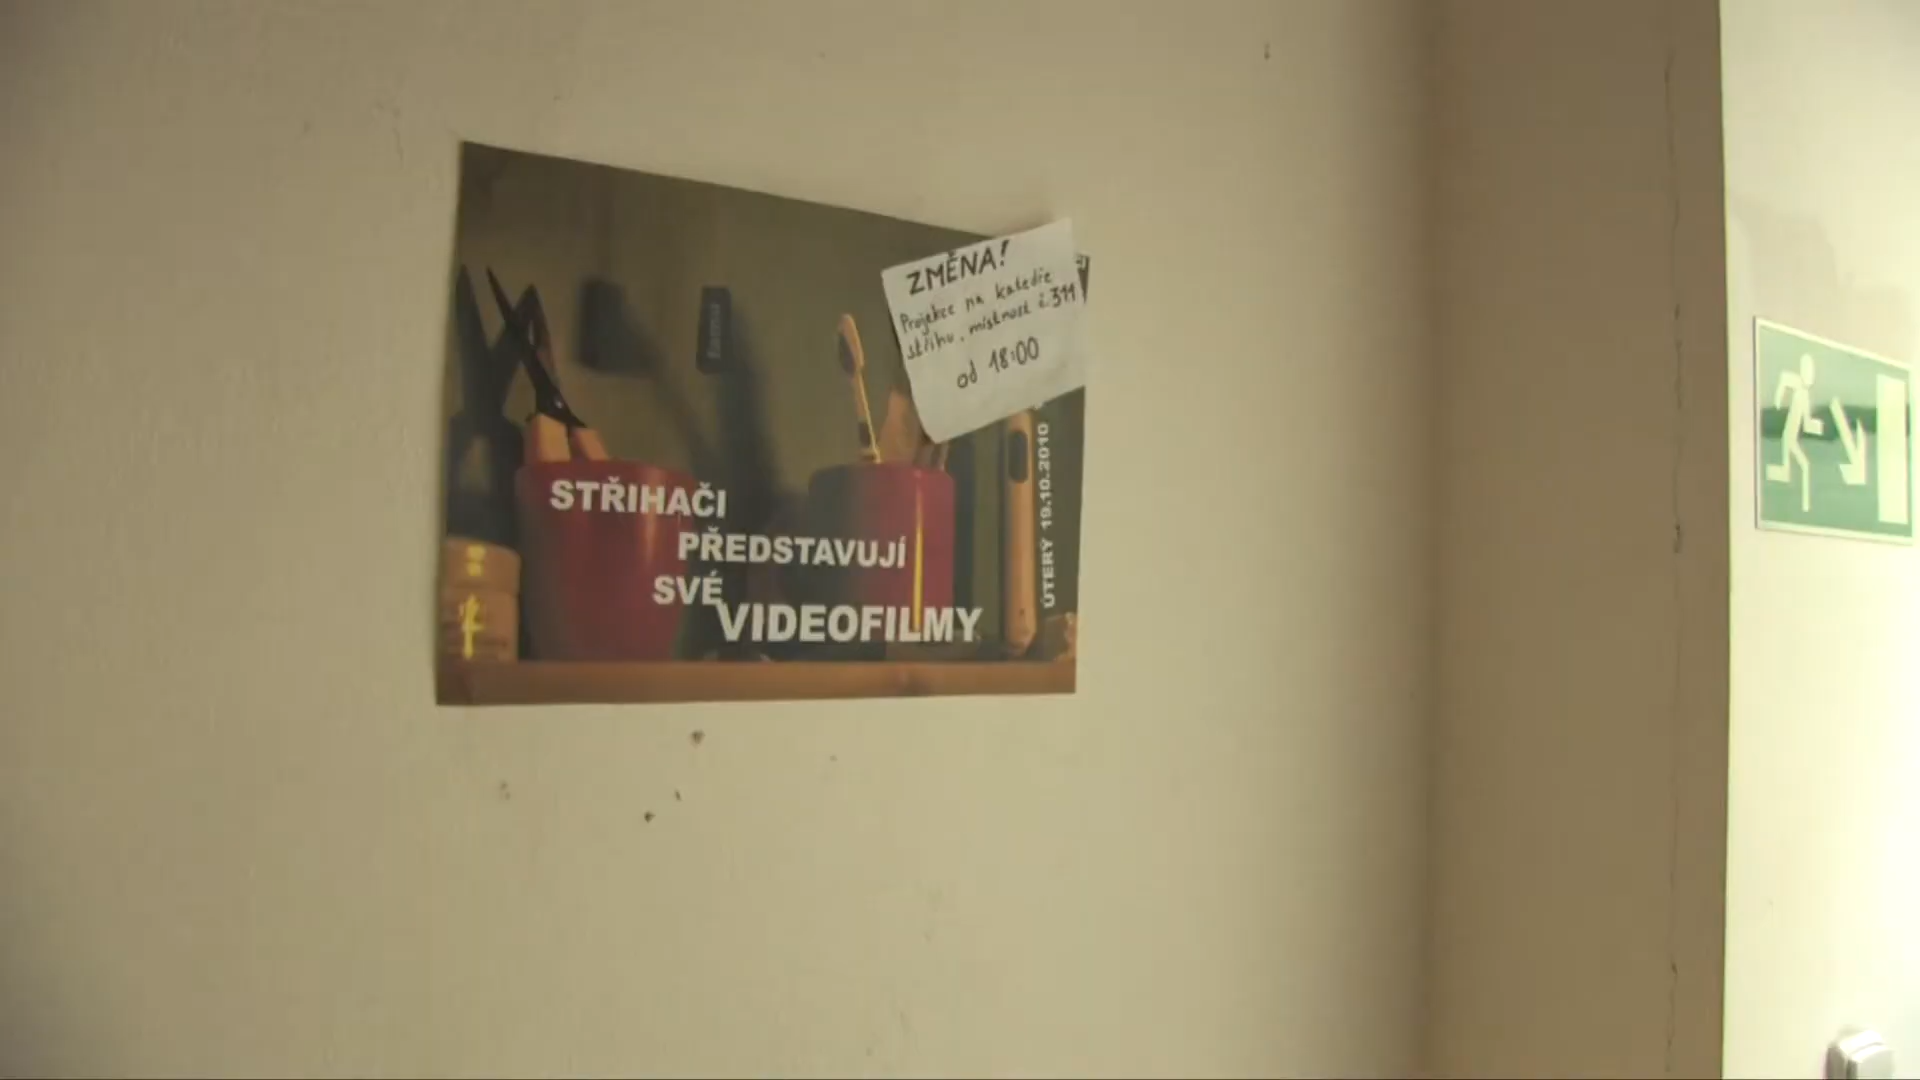 ZMĚNA!
Projekce na katedře
střihu, místnost č.311
od 18:00
STŘIHAČI
PŘEDSTAVUJÍ
SVÉ
VIDEOFILMY
ÚTERÝ 19.10.2010